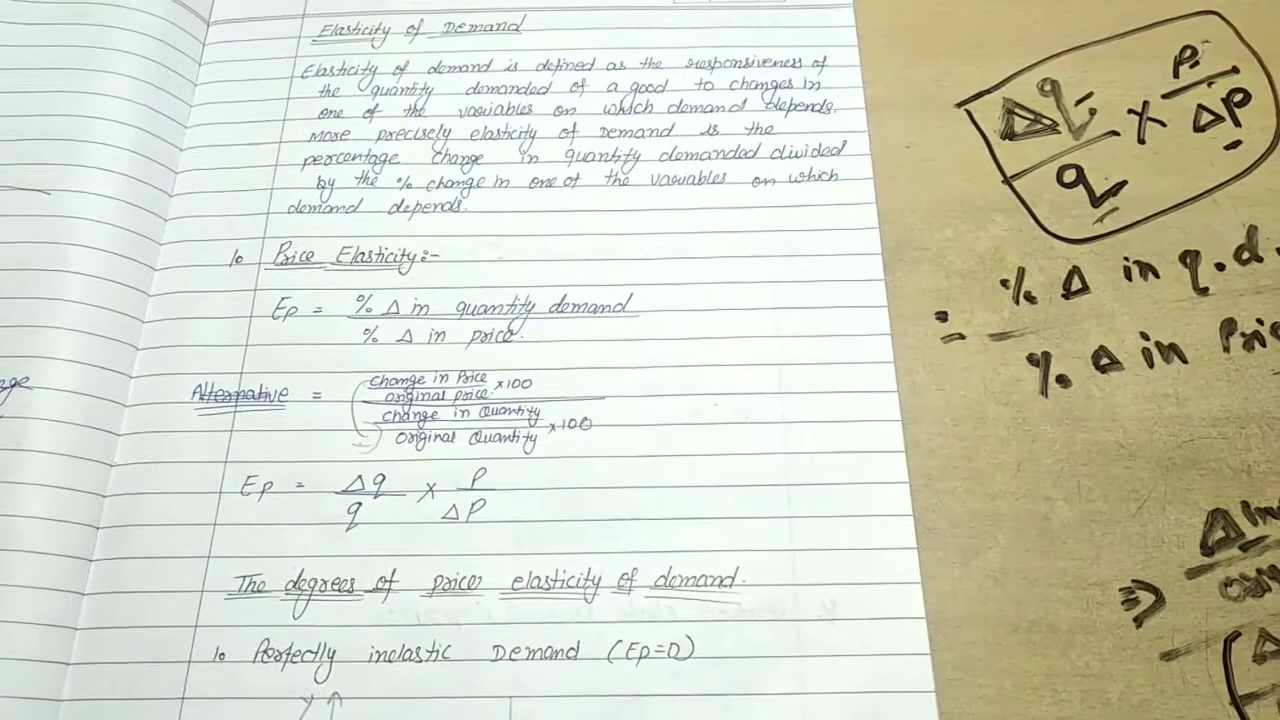 Elasticity of Demand
Elasticity of demand is defined as the responsiveness of
the quantity demanded of a good to changes in
one of the variables on which demand depends.
more precisely elasticity of Demand is the
percentage change in quantity demanded divided
by the % change in one of the variables on which
demand depends.
1. Price Elasticity:-
Ep = % Δ in quantity demand
% Δ in price.
Alternative = change in Price ×100
original price.
change in Quantity ×100
original Quantity
Ep = Δq × P
q ΔP
The degrees of price elasticity of demand.
1. Perfectly inelastic Demand (Ep=0)
Y
Δq × P
q ΔP
= % Δ in q.d.
% Δ in Pric
⇒ Δ in